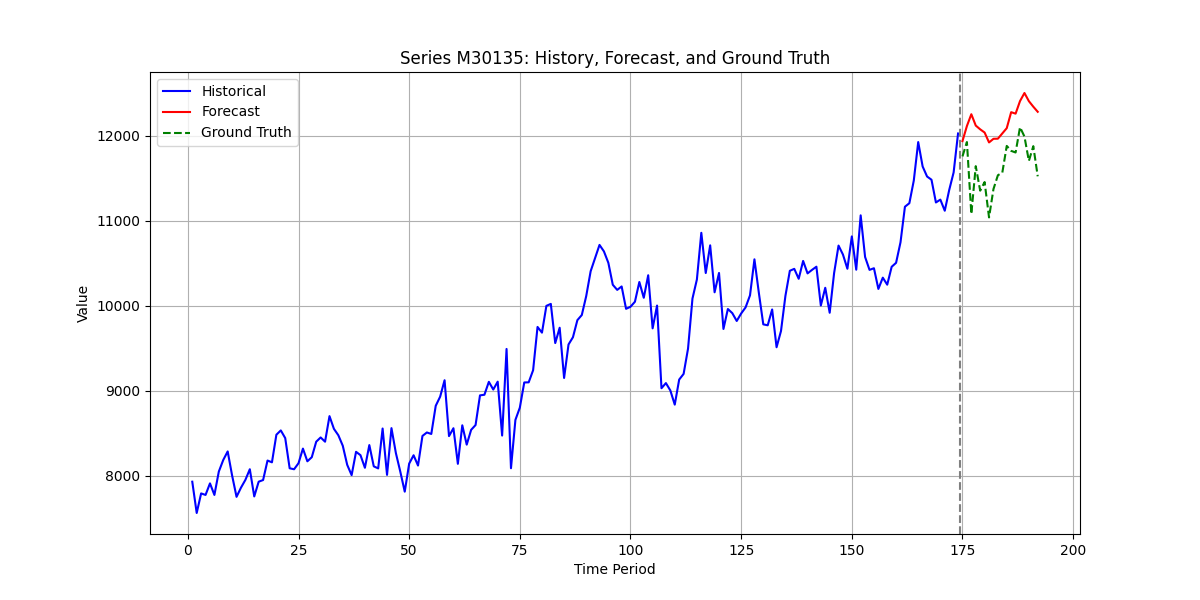 Series M30135: History, Forecast, and Ground Truth
Historical
Forecast
Ground Truth
12000
11000
10000
9000
8000
Value
0 25 50 75 100 125 150 175 200
Time Period